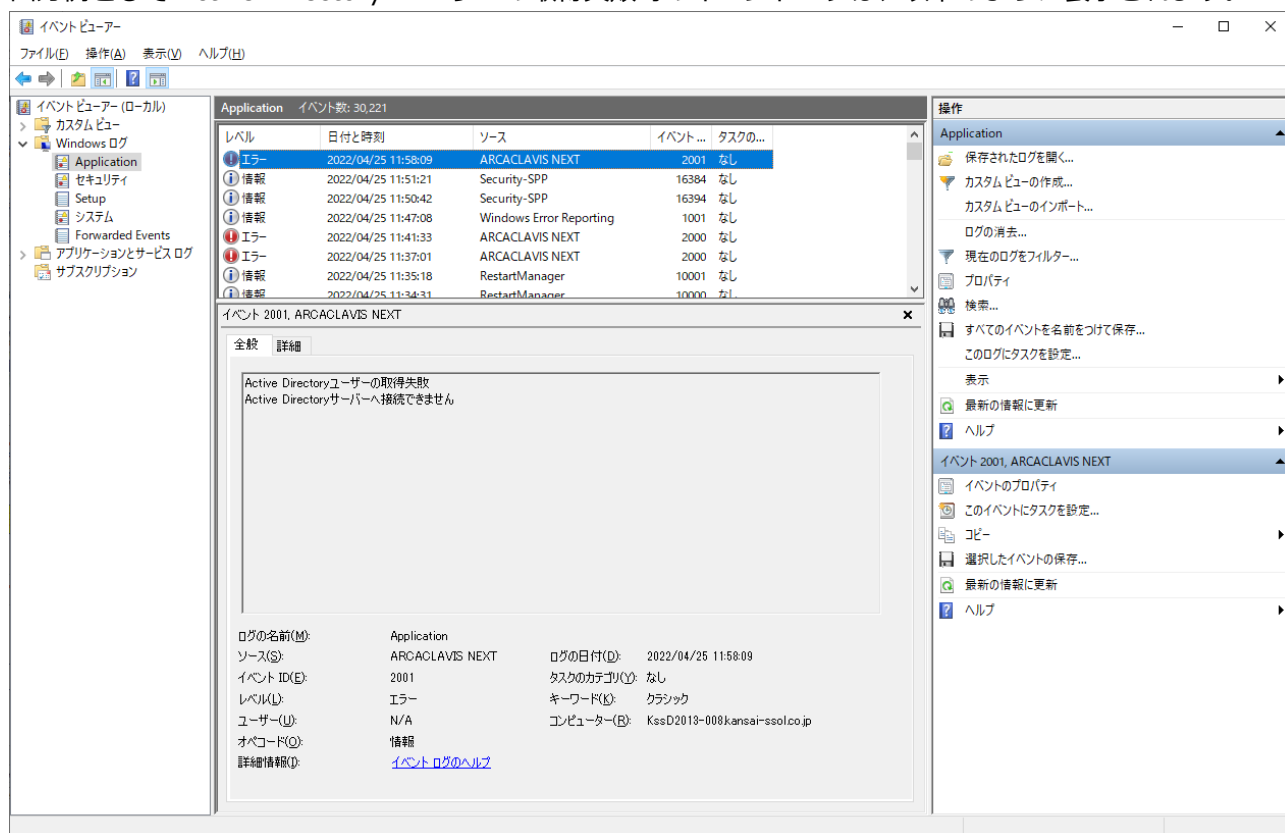 イベント ビューアー
ファイル(F) 操作(A) 表示(V) ヘルプ(H)
イベント ビューアー (ローカル)
カスタム ビュー
Windows ログ
Application
セキュリティ
Setup
システム
Forwarded Events
アプリケーションとサービス ログ
サブスクリプション
Application イベント数: 30,221
レベル 日付と時刻 ソース イベント... タスクの...
エラー 2022/04/25 11:58:09 ARCACLAVIS NEXT 2001 なし
情報 2022/04/25 11:51:21 Security-SPP 16384 なし
情報 2022/04/25 11:50:42 Security-SPP 16394 なし
情報 2022/04/25 11:47:08 Windows Error Reporting 1001 なし
エラー 2022/04/25 11:41:33 ARCACLAVIS NEXT 2000 なし
エラー 2022/04/25 11:37:01 ARCACLAVIS NEXT 2000 なし
情報 2022/04/25 11:35:18 RestartManager 10001 なし
情報 2022/04/25 11:34:31 RestartManager 10000 なし
イベント 2001, ARCACLAVIS NEXT
全般 詳細
Active Directoryユーザーの取得失敗
Active Directoryサーバーへ接続できません
ログの名前(M): Application
ソース(S): ARCACLAVIS NEXT ログの日付(D): 2022/04/25 11:58:09
イベント ID(E): 2001 タスクのカテゴリ(Y): なし
レベル(L): エラー キーワード(K): クラシック
ユーザー(U): N/A コンピューター(R): KssD2013-008.kansai-ssol.co.jp
オペコード(O): 情報
詳細情報(I): イベント ログのヘルプ
操作
Application
保存されたログを開く...
カスタム ビューの作成...
カスタム ビューのインポート...
ログの消去...
現在のログをフィルター...
プロパティ
検索...
すべてのイベントを名前をつけて保存...
このログにタスクを設定...
表示
最新の情報に更新
ヘルプ
イベント 2001, ARCACLAVIS NEXT
イベントのプロパティ
このイベントにタスクを設定...
コピー
選択したイベントの保存...
最新の情報に更新
ヘルプ